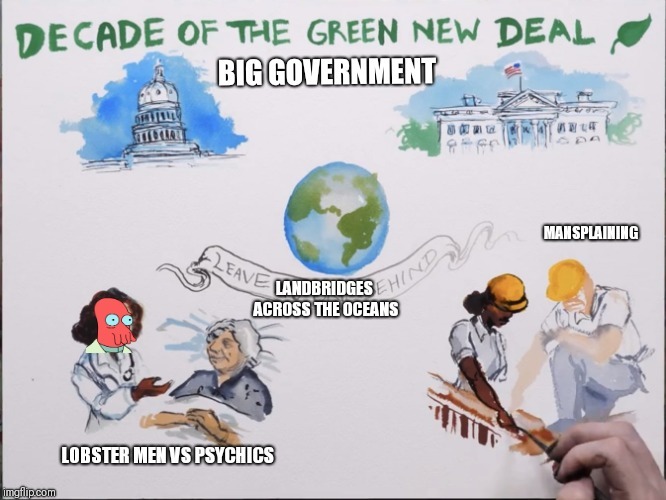 DECADE OF THE GREEN NEW DEAL
BIG GOVERNMENT
MANSPLAINING
LEAVE
EHIND
LANDBRIDGES
ACROSS THE OCEANS
LOBSTER MEN VS PSYCHICS
imgflip.com